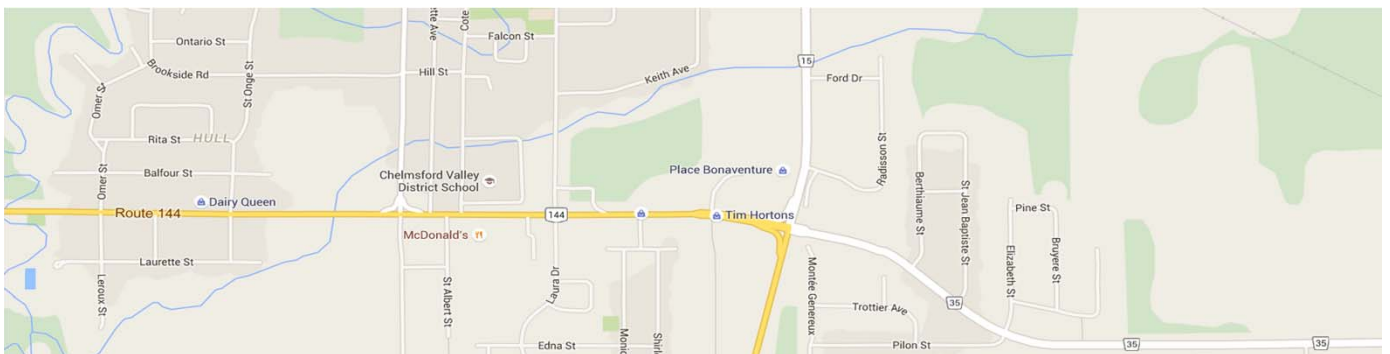 Ontario St
Brookside Rd
St Onge St
Omer St
Rita St
HULL
Balfour St
Omer St
Dairy Queen
Route 144
Laurette St
Leroux St
Cote
Falcon St
Hill St
Keith Ave
Chelmsford Valley
District School
144
McDonald's
St Albert St
Laura Dr
Edna St
15
Ford Dr
Radisson St
Place Bonaventure
Tim Hortons
Berthiaume St
St Jean Baptiste St
Pine St
Elizabeth St
Bruyere St
Montée Genereux
35
Trottier Ave
Pilon St
35
35